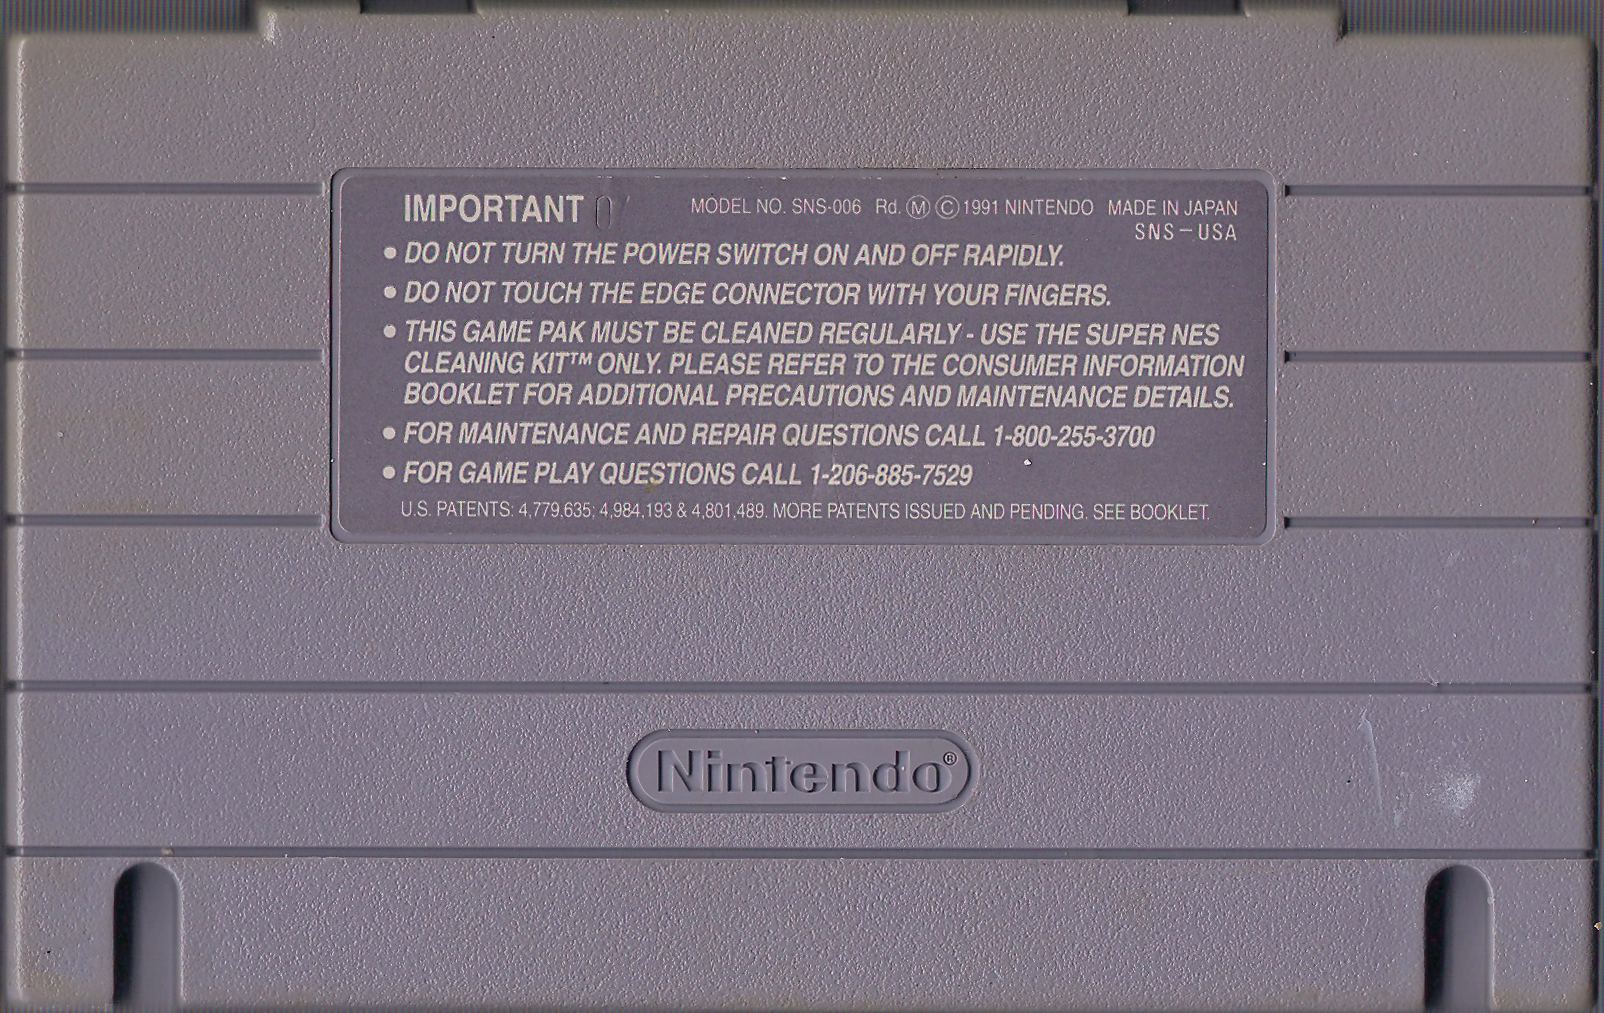 IMPORTANT MODEL NO. SNS-006 Rd. Ⓜ Ⓒ 1991 NINTENDO MADE IN JAPAN
SNS-USA
• DO NOT TURN THE POWER SWITCH ON AND OFF RAPIDLY.
• DO NOT TOUCH THE EDGE CONNECTOR WITH YOUR FINGERS.
• THIS GAME PAK MUST BE CLEANED REGULARLY - USE THE SUPER NES
CLEANING KIT™ ONLY. PLEASE REFER TO THE CONSUMER INFORMATION
BOOKLET FOR ADDITIONAL PRECAUTIONS AND MAINTENANCE DETAILS.
• FOR MAINTENANCE AND REPAIR QUESTIONS CALL 1-800-255-3700
• FOR GAME PLAY QUESTIONS CALL 1-206-885-7529
U.S. PATENTS: 4,779,635; 4,984,193 & 4,801,489. MORE PATENTS ISSUED AND PENDING. SEE BOOKLET.
Nintendo®